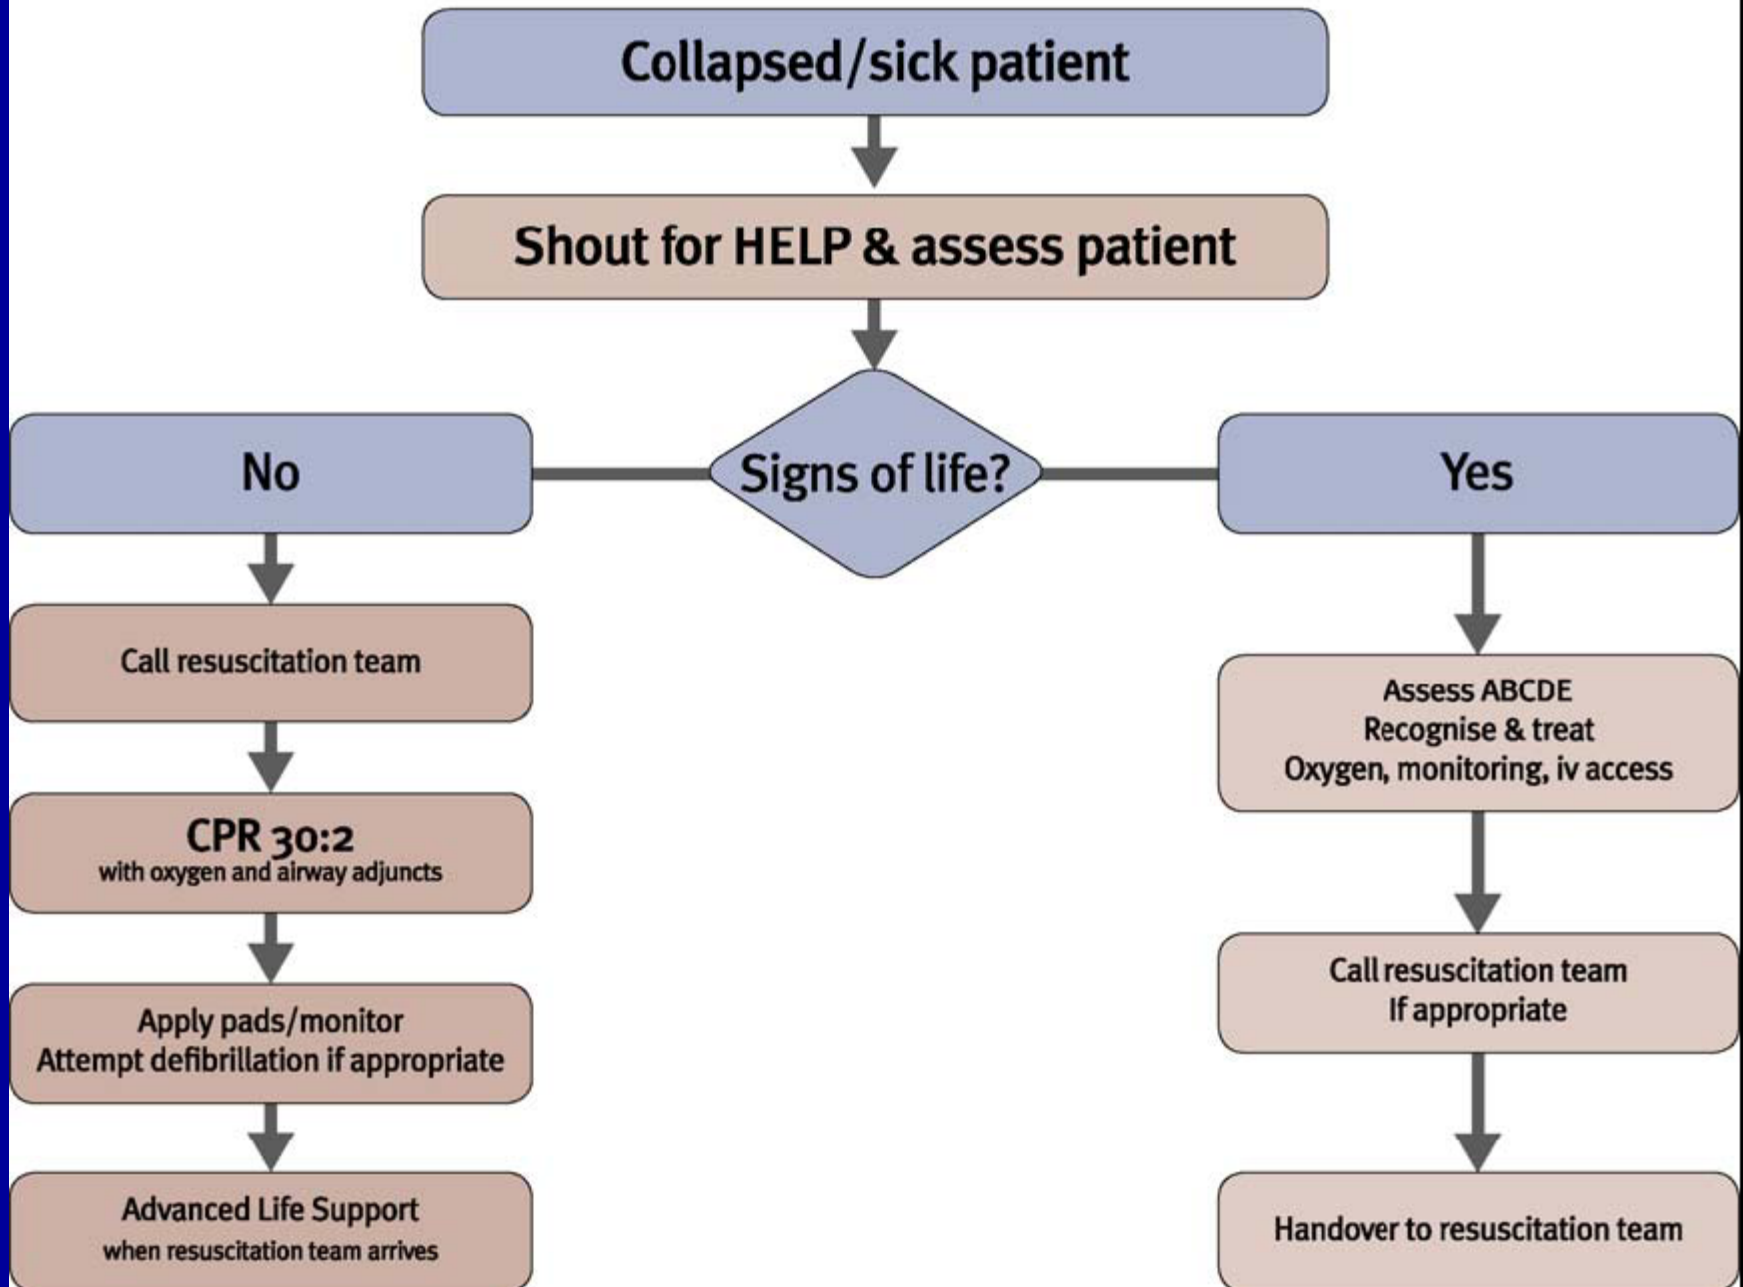 Collapsed/sick patient
Shout for HELP & assess patient
Signs of life?
No
Call resuscitation team
CPR 30:2
with oxygen and airway adjuncts
Apply pads/monitor
Attempt defibrillation if appropriate
Advanced Life Support
when resuscitation team arrives
Yes
Assess ABCDE
Recognise & treat
Oxygen, monitoring, iv access
Call resuscitation team
If appropriate
Handover to resuscitation team